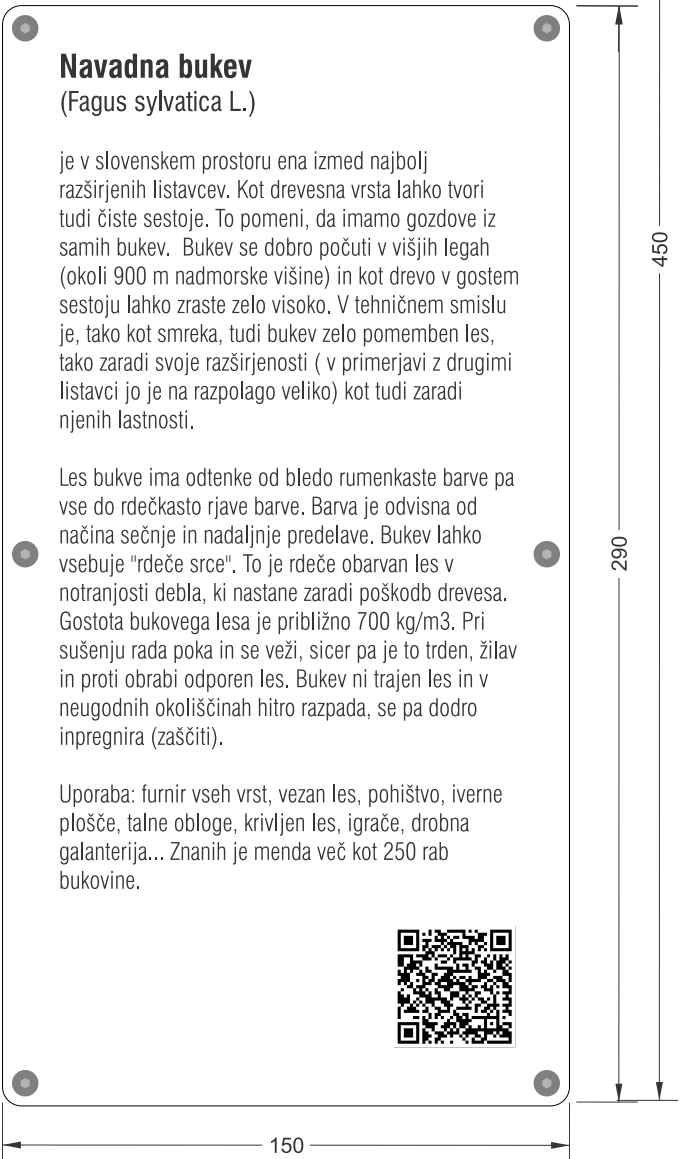 Navadna bukev
(Fagus sylvatica L.)
je v slovenskem prostoru ena izmed najbolj
razširjenih listavcev. Kot drevesna vrsta lahko tvori
tudi čiste sestoje. To pomeni, da imamo gozdove iz
samih bukev.  Bukev se dobro počuti v višjih legah
(okoli 900 m nadmorske višine) in kot drevo v gostem
sestoju lahko zraste zelo visoko. V tehničnem smislu
je, tako kot smreka, tudi bukev zelo pomemben les,
tako zaradi svoje razširjenosti ( v primerjavi z drugimi
listavci jo je na razpolago veliko) kot tudi zaradi
njenih lastnosti.
Les bukve ima odtenke od bledo rumenkaste barve pa
vse do rdečkasto rjave barve. Barva je odvisna od
načina sečnje in nadaljnje predelave. Bukev lahko
vsebuje "rdeče srce". To je rdeče obarvan les v
notranjosti debla, ki nastane zaradi poškodb drevesa.
Gostota bukovega lesa je približno 700 kg/m3. Pri
sušenju rada poka in se veži, sicer pa je to trden, žilav
in proti obrabi odporen les. Bukev ni trajen les in v
neugodnih okoliščinah hitro razpada, se pa dodro
inpregnira (zaščiti).
Uporaba: furnir vseh vrst, vezan les, pohištvo, iverne
plošče, talne obloge, krivljen les, igrače, drobna
galanterija... Znanih je menda več kot 250 rab
bukovine.
450
290
150